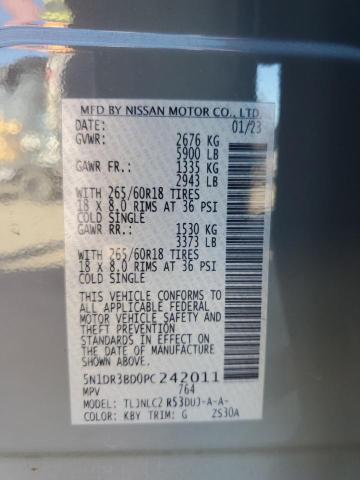 MFD BY NISSAN MOTOR CO., LTD.
DATE: 01/23
GVWR: 2676 KG
5900 LB
GAWR FR.: 1335 KG
2943 LB
WITH 265/60R18 TIRES
18 X 8.0 RIMS AT 36 PSI
COLD SINGLE
GAWR RR.: 1530 KG
3373 LB
WITH 265/60R18 TIRES
18 X 8.0 RIMS AT 36 PSI
COLD SINGLE
THIS VEHICLE CONFORMS TO
ALL APPLICABLE FEDERAL
MOTOR VEHICLE SAFETY
AND THEFT PREVENTION
STANDARDS IN EFFECT ON
THE DATE OF MANUFACTURE
SHOWN ABOVE.
5N1DR3BD0PC242011
MPV 764
MODEL: TLJNLCZ R53DUJ-A-A-
COLOR: KBY TRIM: G ZS30A